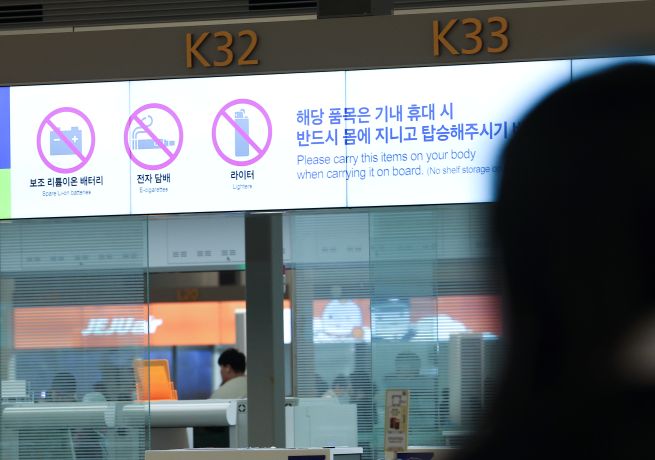 K32
K33
해당 품목은 기내 휴대 시
반드시 몸에 지니고 탑승해주시기
Please carry this items on your body
when carrying it on board. (No shelf storage
보조 리튬이온 배터리
Spare Li-on batteries
전자 담배
E-cigarettes
라이터
Lighters
JEJUair